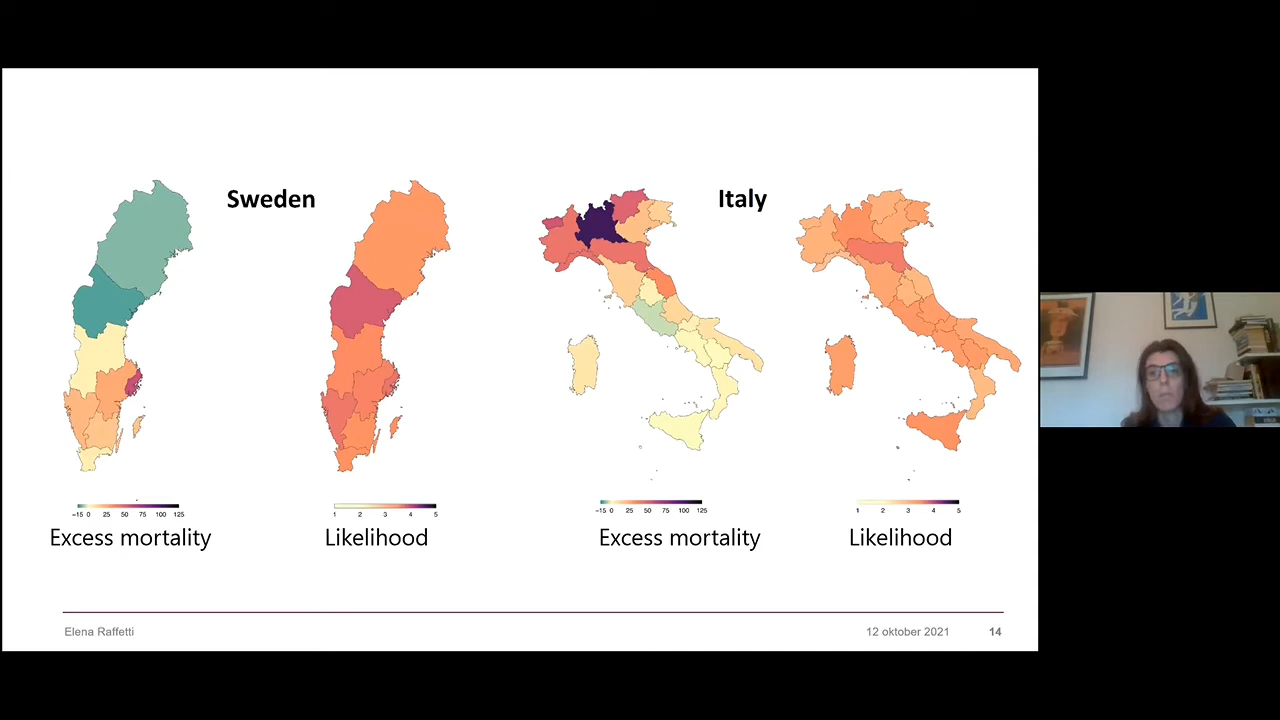 Sweden
Italy
−15 0 25 50 75 100 125
1 2 3 4 5
−15 0 25 50 75 100 125
1 2 3 4 5
Excess mortality
Likelihood
Excess mortality
Likelihood
Elena Raffetti
12 oktober 2021
14